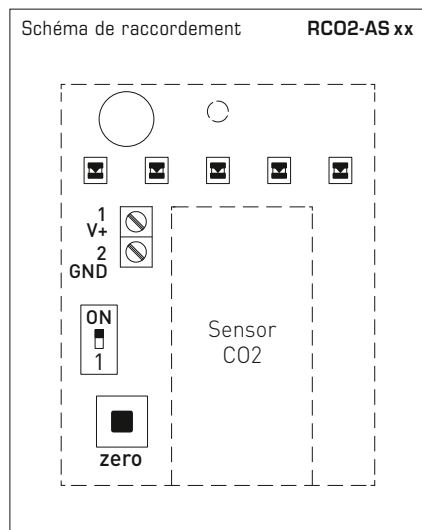 Schéma de raccordement RCO2-AS xx
1
V+
2
GND
ON
1
Sensor
CO2
zero